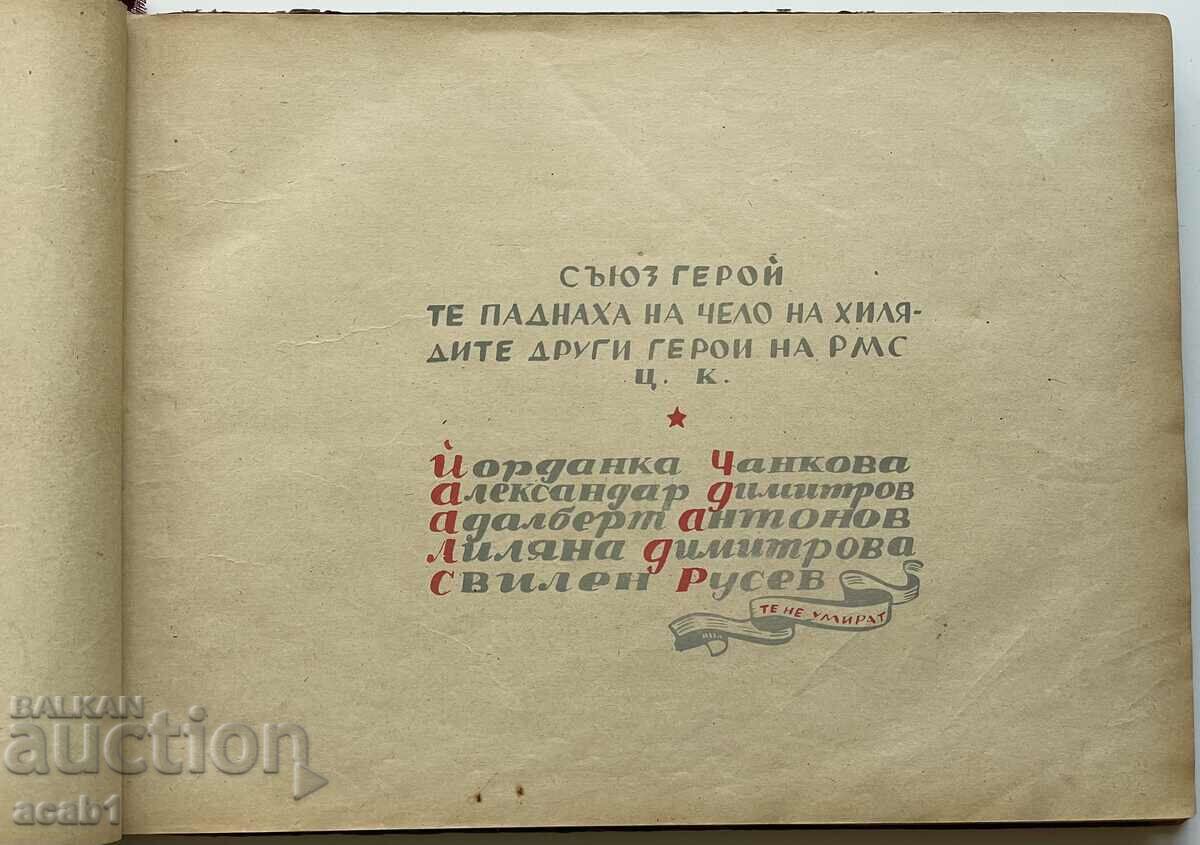 СЪЮЗ ГЕРОЙ
ТЕ ПАДНАХА НА ЧЕЛО НА ХИЛЯ-
ДИТЕ ДРУГИ ГЕРОИ НА РМС
Ц. К.
Йорданка Чанкова
Александар Димитров
Адалберт Антонов
Лиляна Димитрова
Свилен Русев
ТЕ НЕ УМИРАТ
BALKAN
auction
acab1